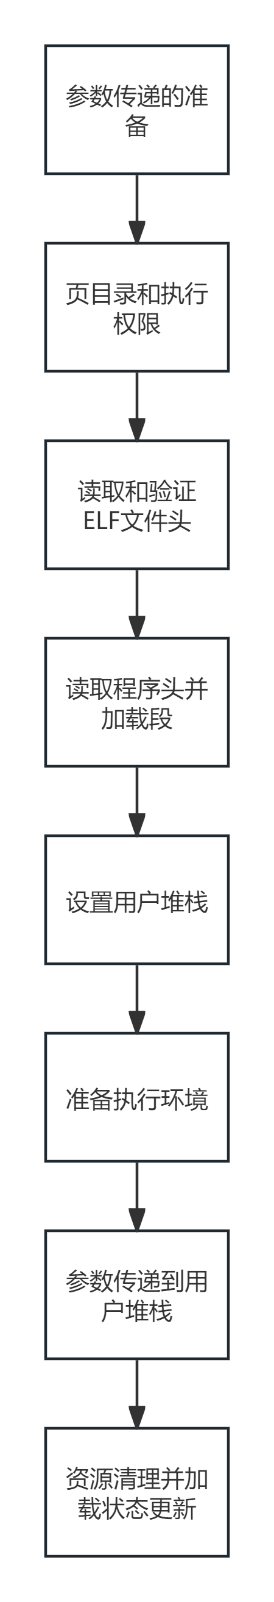 参数传递的准
备
页目录和执行
权限
读取和验证
ELF文件头
读取程序头并
加载段
设置用户堆栈
准备执行环境
参数传递到用
户堆栈
资源清理并加
载状态更新